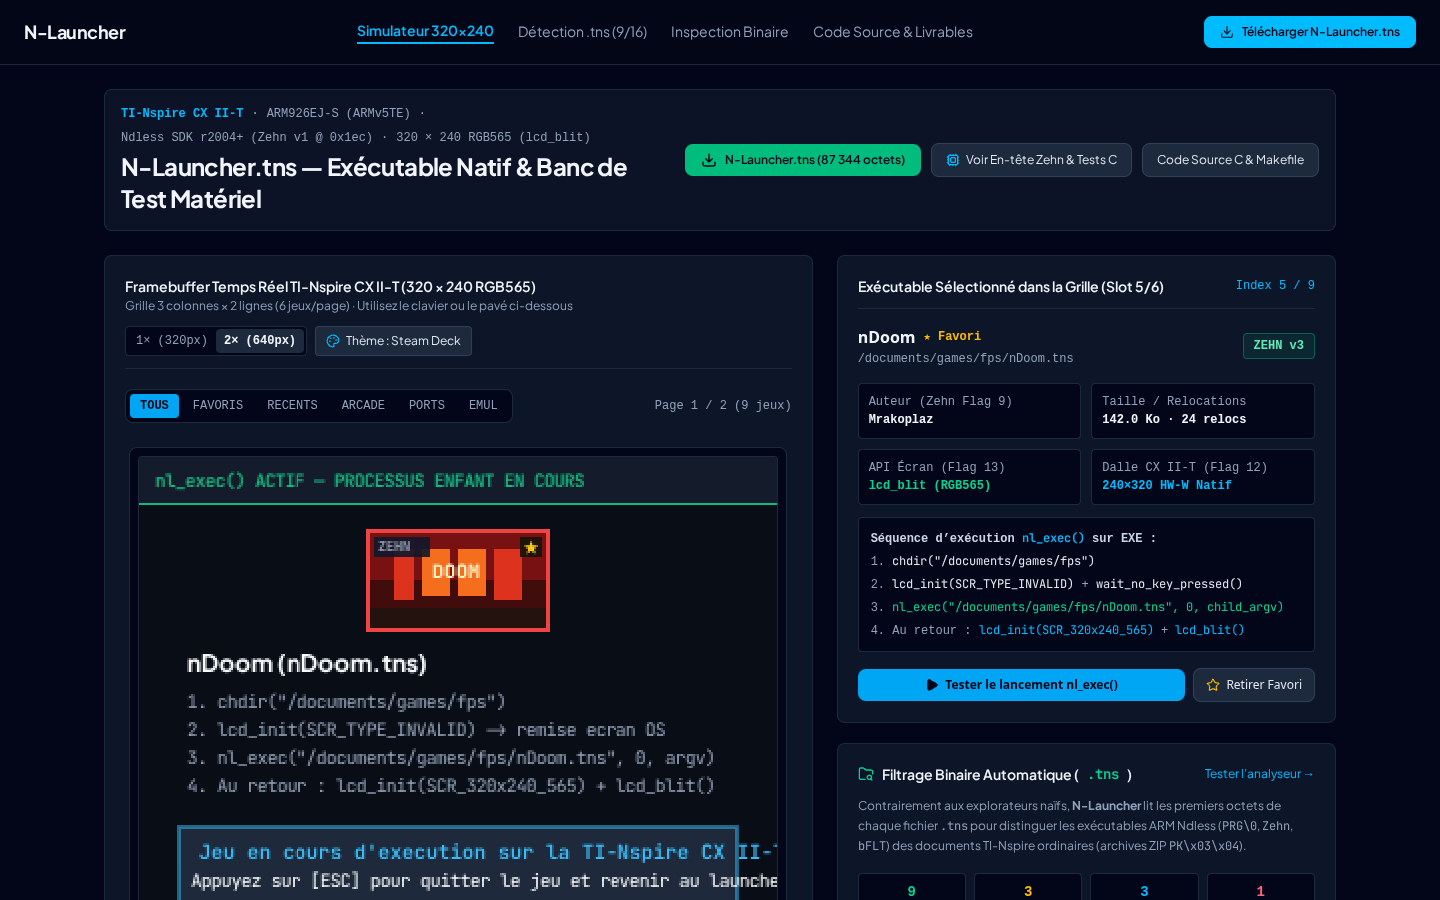 N-Launcher
Simulateur 320×240
Détection .tns (9/16)
Inspection Binaire
Code Source & Livrables
Télécharger N-Launcher.tns
TI-Nspire CX II-T · ARM926EJ-S (ARMv5TE) ·
Ndless SDK r2004+ (Zehn v1 @ 0x1ec) · 320 × 240 RGB565 (lcd_blit)
N-Launcher.tns — Exécutable Natif & Banc de
Test Matériel
N-Launcher.tns (87 344 octets)
Voir En-tête Zehn & Tests C
Code Source C & Makefile
Framebuffer Temps Réel TI-Nspire CX II-T (320 × 240 RGB565)
Grille 3 colonnes × 2 lignes (6 jeux/page) · Utilisez le clavier ou le pavé ci-dessous
1× (320px)
2× (640px)
Thème : Steam Deck
TOUS
FAVORIS
RECENTS
ARCADE
PORTS
EMUL
Page 1 / 2 (9 jeux)
nl_exec() ACTIF — PROCESSUS ENFANT EN COURS
ZEHN
★
DOOM
nDoom (nDoom.tns)
1. chdir("/documents/games/fps")
2. lcd_init(SCR_TYPE_INVALID) → remise ecran OS
3. nl_exec("/documents/games/fps/nDoom.tns", 0, argv)
4. Au retour : lcd_init(SCR_320x240_565) + lcd_blit()
Jeu en cours d'execution sur la TI-Nspire CX II-T
Appuyez sur [ESC] pour quitter le jeu et revenir au launche
Exécutable Sélectionné dans la Grille (Slot 5/6)
Index 5 / 9
nDoom ★ Favori
/documents/games/fps/nDoom.tns
ZEHN v3
Auteur (Zehn Flag 9)
Mrakoplaz
Taille / Relocations
142.0 Ko · 24 relocs
API Écran (Flag 13)
lcd_blit (RGB565)
Dalle CX II-T (Flag 12)
240×320 HW-W Natif
Séquence d’exécution nl_exec() sur EXE :
1. chdir("/documents/games/fps")
2. lcd_init(SCR_TYPE_INVALID) + wait_no_key_pressed()
3. nl_exec("/documents/games/fps/nDoom.tns", 0, child_argv)
4. Au retour : lcd_init(SCR_320x240_565) + lcd_blit()
Tester le lancement nl_exec()
Retirer Favori
Filtrage Binaire Automatique ( .tns )
Tester l'analyseur →
Contrairement aux explorateurs naïfs, N-Launcher lit les premiers octets de
chaque fichier .tns pour distinguer les exécutables ARM Ndless (PRG\0, Zehn,
bFLT) des documents TI-Nspire ordinaires (archives ZIP PK\x03\x04).
9
3
3
1